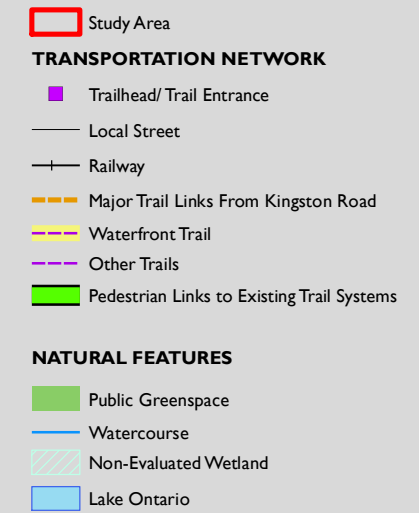 Study Area
TRANSPORTATION NETWORK
Trailhead/ Trail Entrance
Local Street
Railway
Major Trail Links From Kingston Road
Waterfront Trail
Other Trails
Pedestrian Links to Existing Trail Systems
NATURAL FEATURES
Public Greenspace
Watercourse
Non-Evaluated Wetland
Lake Ontario